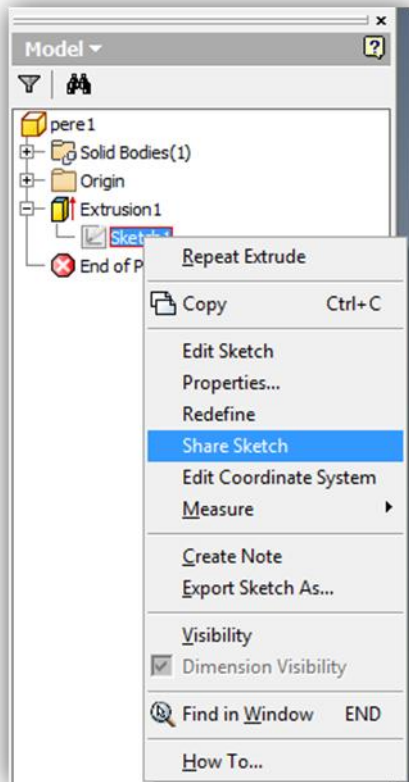 Model
pere1
Solid Bodies(1)
Origin
Extrusion1
Sketch1
End of P
Repeat Extrude
Copy Ctrl+C
Edit Sketch
Properties...
Redefine
Share Sketch
Edit Coordinate System
Measure
Create Note
Export Sketch As...
Visibility
Dimension Visibility
Find in Window END
How To...